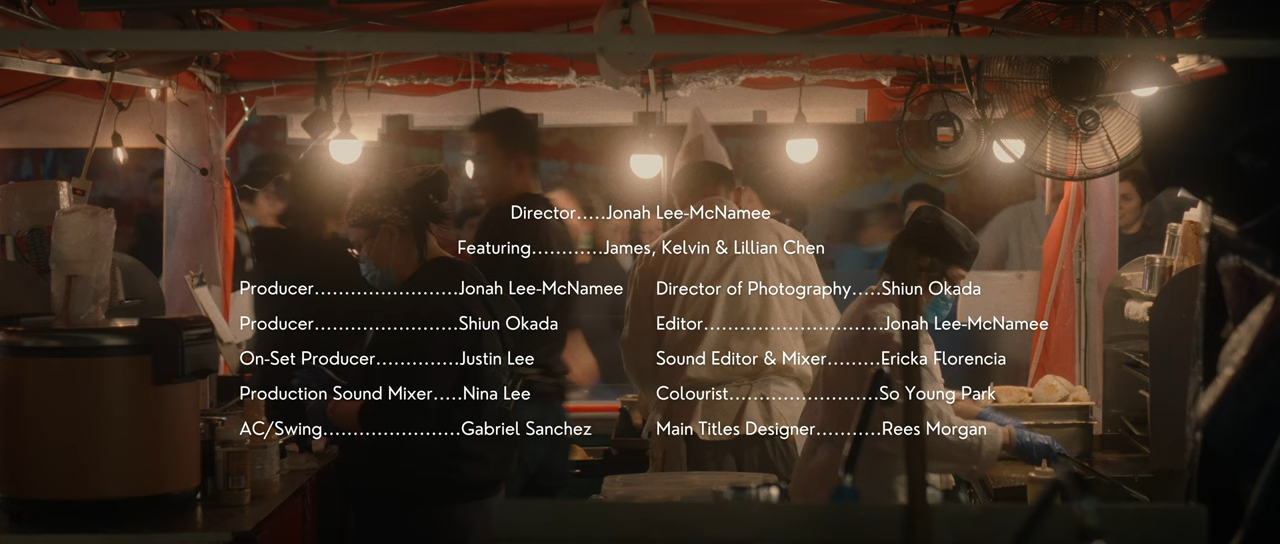 Director.....Jonah Lee-McNamee
Featuring............James, Kelvin & Lillian Chen
Producer........................Jonah Lee-McNamee
Producer........................Shiun Okada
On-Set Producer..............Justin Lee
Production Sound Mixer.....Nina Lee
AC/Swing.......................Gabriel Sanchez
Director of Photography.....Shiun Okada
Editor..............................Jonah Lee-McNamee
Sound Editor & Mixer.........Ericka Florencia
Colourist.........................So Young Park
Main Titles Designer...........Rees Morgan